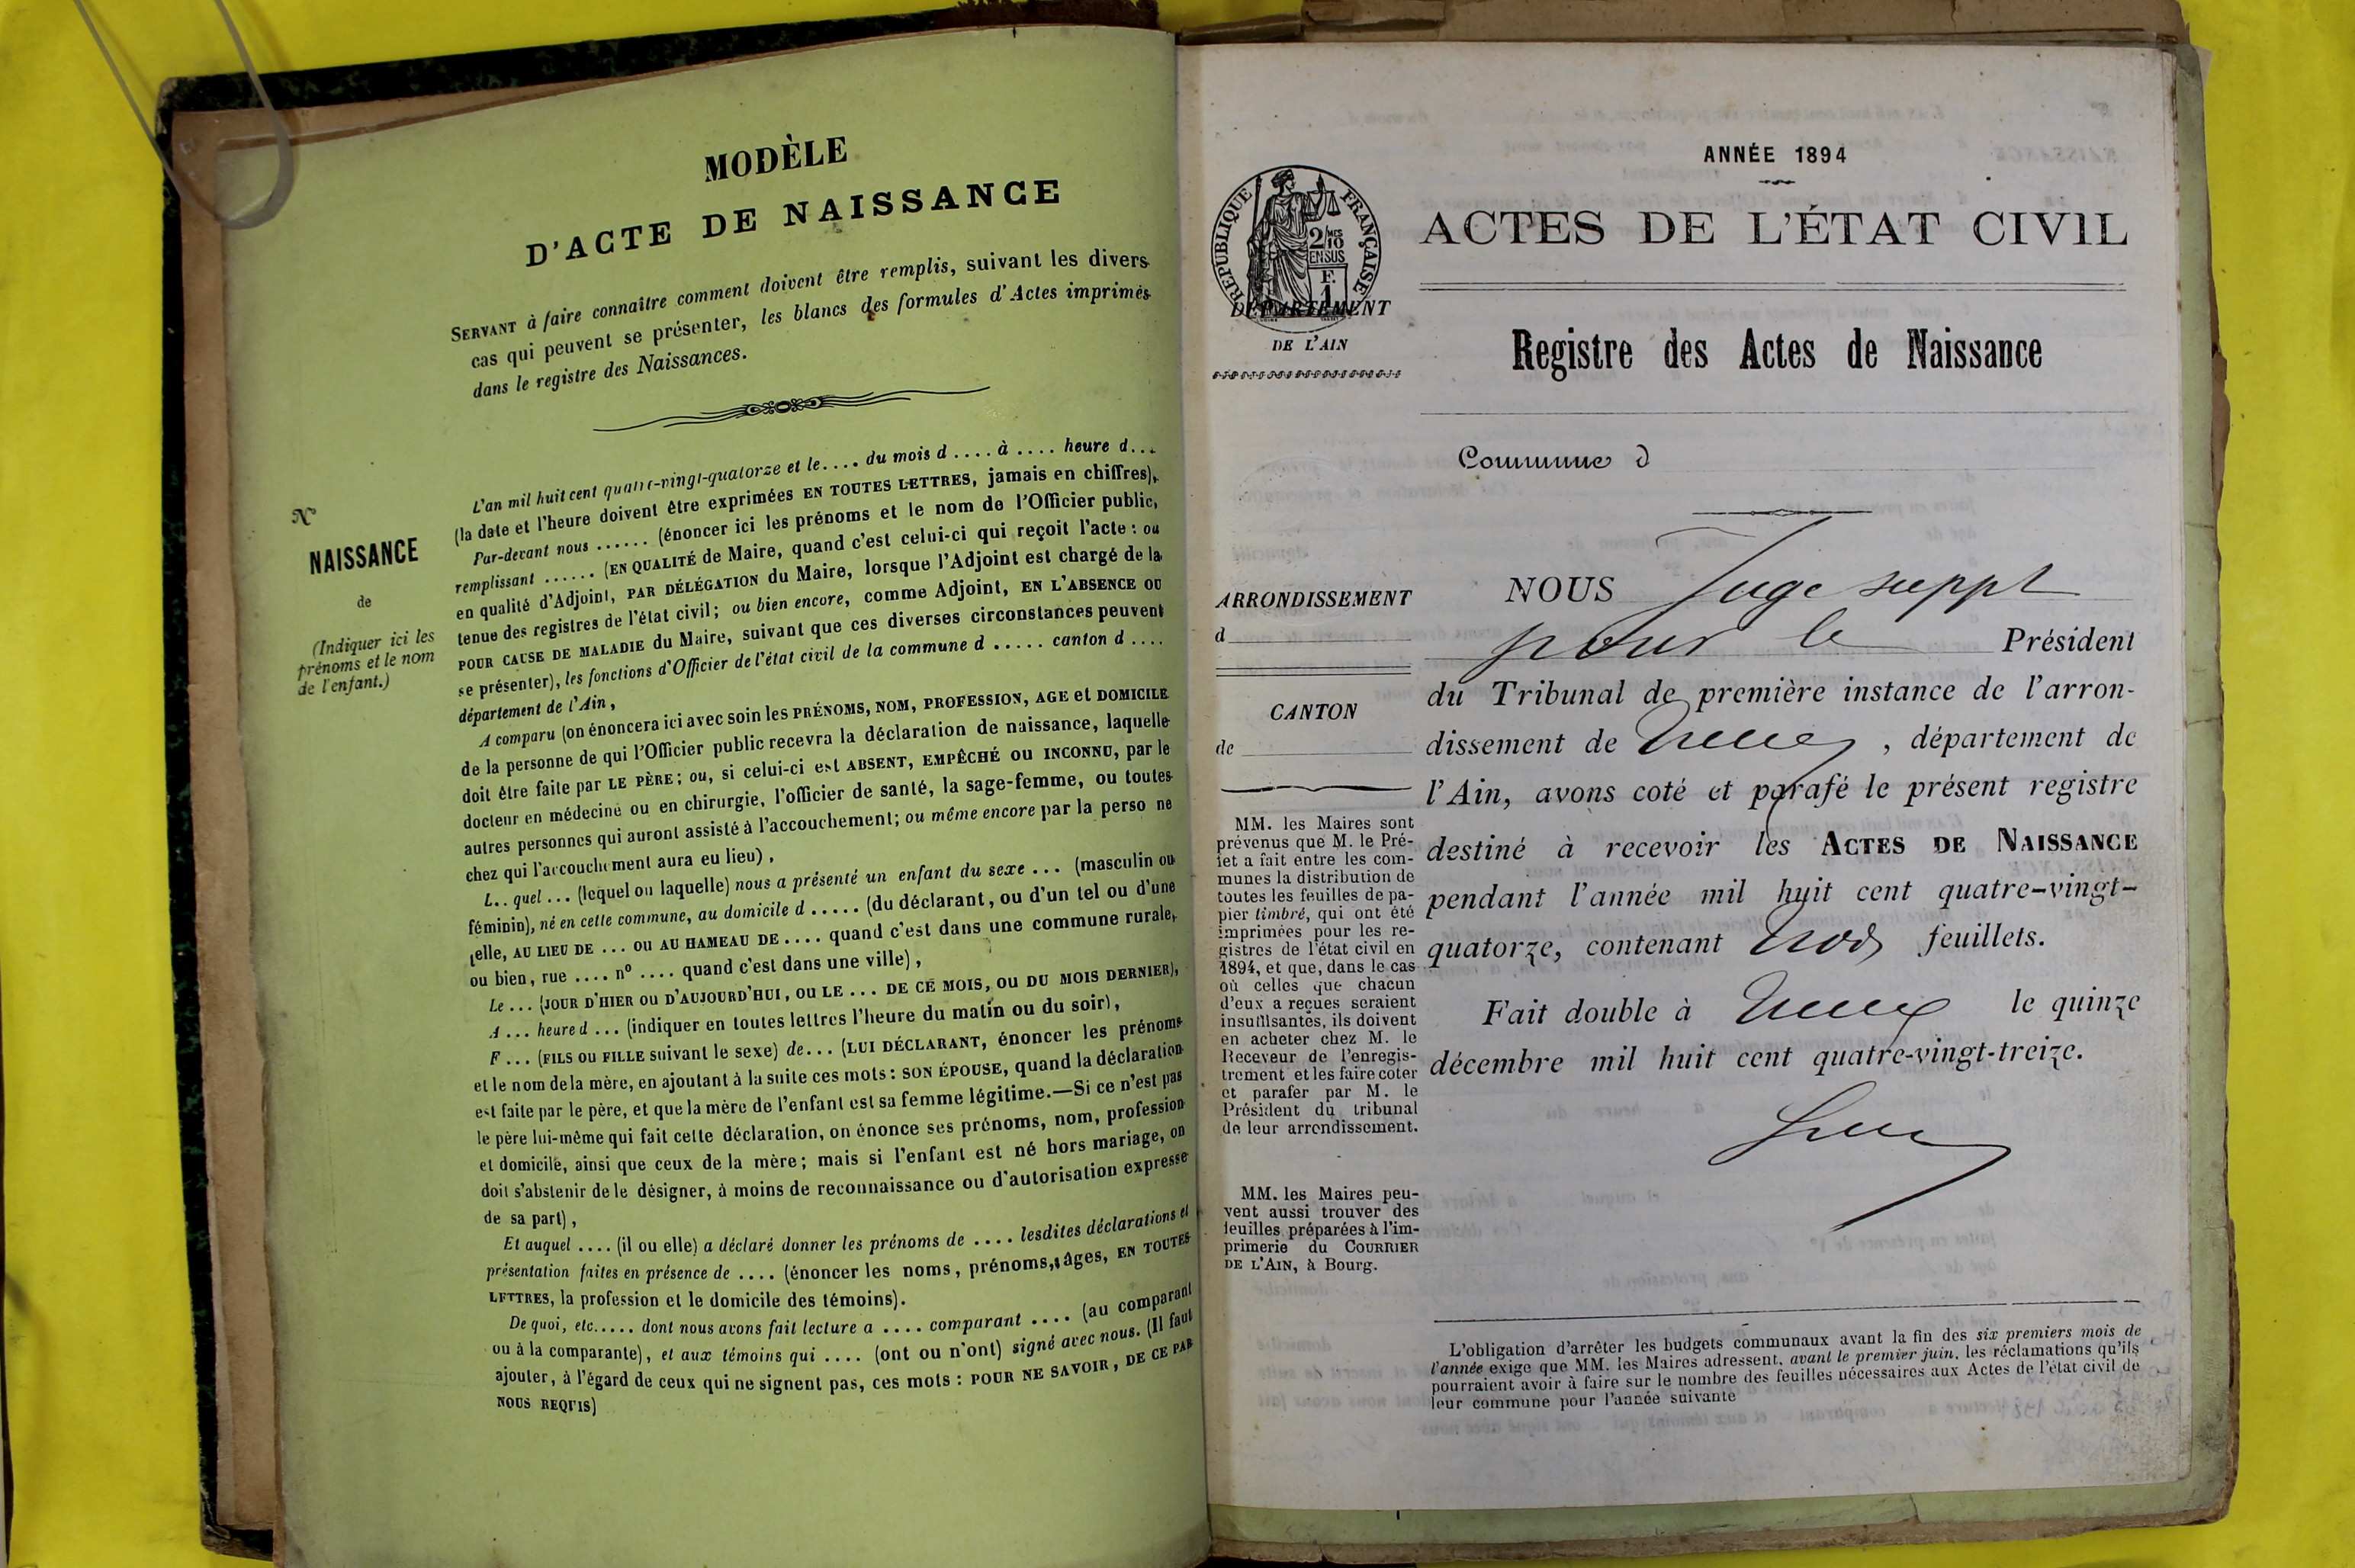 MODÈLE
D'ACTE DE NAISSANCE
SERVANT à faire connaître comment doivent être remplis, suivant les divers
cas qui peuvent se présenter, les blancs des formules d'Actes imprimés
dans le registre des Naissances.
L'an mil huit cent quatre-vingt-quatorze et le.... du mois d .... à .... heure d...
(la date et l'heure doivent être exprimées EN TOUTES LETTRES, jamais en chiffres),
Par-devant nous ...... (énoncer ici les prénoms et le nom de l'Officier public,
remplissant ...... (EN QUALITÉ de Maire, quand c'est celui-ci qui reçoit l'acte : ou
en qualité d'Adjoint, PAR DÉLÉGATION du Maire, lorsque l'Adjoint est chargé de la
tenue des registres de l'état civil; ou bien encore, comme Adjoint, EN L'ABSENCE OU
POUR CAUSE DE MALADIE du Maire, suivant que ces diverses circonstances peuvent
se présenter), les fonctions d'Officier de l'état civil de la commune d ..... canton d ....
département de l'Ain,
A comparu (on énoncera ici avec soin les PRÉNOMS, NOM, PROFESSION, AGE et DOMICILE
de la personne de qui l'Officier public recevra la déclaration de naissance, laquelle
doit être faite par LE PÈRE; ou, si celui-ci est ABSENT, EMPÊCHÉ OU INCONNU, par le
docteur en médecine ou en chirurgie, l'officier de santé, la sage-femme, ou toutes
autres personnes qui auront assisté à l'accouchement; ou même encore par la perso ne
chez qui l'accouchement aura eu lieu),
L.. quel ... (lequel ou laquelle) nous a présenté un enfant du sexe ... (masculin ou
féminin), né en cette commune, au domicile d ..... (du déclarant, ou d'un tel ou d'une
telle, AU LIEU DE ... OU AU HAMEAU DE .... quand c'est dans une commune rurale,
ou bien, rue .... n° .... quand c'est dans une ville),
Le ... (JOUR D'HIER OU D'AUJOURD'HUI, OU LE ... DE CE MOIS, OU DU MOIS DERNIER),
A ... heure d ... (indiquer en toutes lettres l'heure du matin ou du soir),
F ... (FILS OU FILLE suivant le sexe) de... (LUI DÉCLARANT, énoncer les prénoms
et le nom de la mère, en ajoutant à la suite ces mots : SON ÉPOUSE, quand la déclaration
est faite par le père, et que la mère de l'enfant est sa femme légitime.—Si ce n'est pas
le père lui-même qui fait cette déclaration, on énonce ses prénoms, nom, profession
et domicile, ainsi que ceux de la mère; mais si l'enfant est né hors mariage, on
doit s'abstenir de le désigner, à moins de reconnaissance ou d'autorisation expresse
de sa part),
Et auquel .... (il ou elle) a déclaré donner les prénoms de .... lesdites déclarations et
présentation faites en présence de .... (énoncer les noms, prénoms, âges, EN TOUTES
LETTRES, la profession et le domicile des témoins).
De quoi, etc..... dont nous avons fait lecture a .... comparant .... (au comparant
ou à la comparante), et aux témoins qui .... (ont ou n'ont) signé avec nous. (Il faut
ajouter, à l'égard de ceux qui ne signent pas, ces mots : POUR NE SAVOIR, DE CE PAR
NOUS REQUIS)
N°
NAISSANCE
de
(Indiquer ici les
prénoms et le nom
de l'enfant.)
ANNÉE 1894
ACTES DE L'ÉTAT CIVIL
RÉPUBLIQUE FRANÇAISE
2/10 MES
EN SUS
F.
1
DÉPARTEMENT
DE L'AIN
Registre des Actes de Naissance
Commune d
ARRONDISSEMENT
d
CANTON
de
MM. les Maires sont
prévenus que M. le Pré-
fet a fait entre les com-
munes la distribution de
toutes les feuilles de pa-
pier timbré, qui ont été
imprimées pour les re-
gistres de l'état civil en
1894, et que, dans le cas
où celles que chacun
d'eux a reçues seraient
insuffisantes, ils doivent
en acheter chez M. le
Receveur de l'enregis-
trement et les faire coter
et parafer par M. le
Président du tribunal
de leur arrondissement.
MM. les Maires peu-
vent aussi trouver des
feuilles préparées à l'im-
primerie du COURRIER
DE L'AIN, à Bourg.
NOUS Juge suppt
pour le Président
du Tribunal de première instance de l'arron-
dissement de , département de
l'Ain, avons coté et parafé le présent registre
destiné à recevoir les ACTES DE NAISSANCE
pendant l'année mil huit cent quatre-vingt-
quatorze, contenant trois feuillets.
Fait double à le quinze
décembre mil huit cent quatre-vingt-treize.
L'obligation d'arrêter les budgets communaux avant la fin des six premiers mois de
l'année exige que MM. les Maires adressent, avant le premier juin, les réclamations qu'ils
pourraient avoir à faire sur le nombre des feuilles nécessaires aux Actes de l'état civil de
leur commune pour l'année suivante